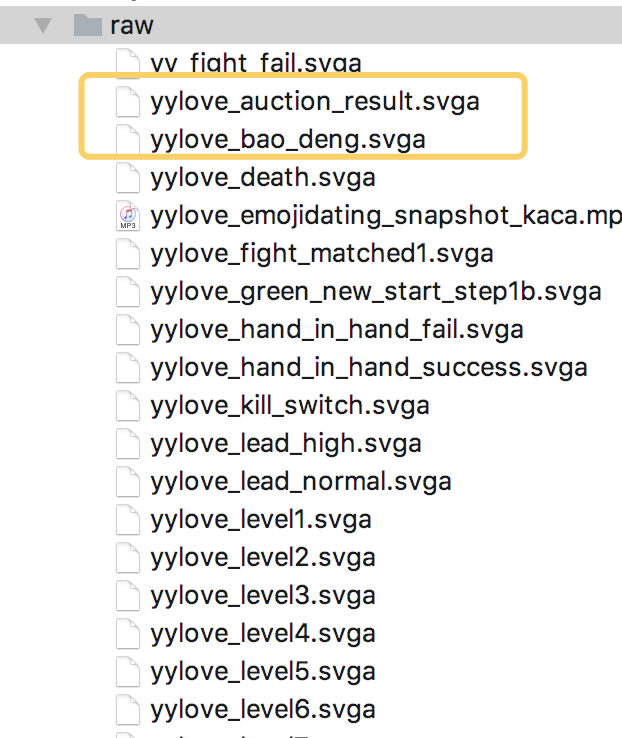 raw
yy_fight_fail.svga
yylove_auction_result.svga
yylove_bao_deng.svga
yylove_death.svga
MP3
yylove_emojidating_snapshot_kaca.mp
yylove_fight_matched1.svga
yylove_green_new_start_step1b.svga
yylove_hand_in_hand_fail.svga
yylove_hand_in_hand_success.svga
yylove_kill_switch.svga
yylove_lead_high.svga
yylove_lead_normal.svga
yylove_level1.svga
yylove_level2.svga
yylove_level3.svga
yylove_level4.svga
yylove_level5.svga
yylove_level6.svga